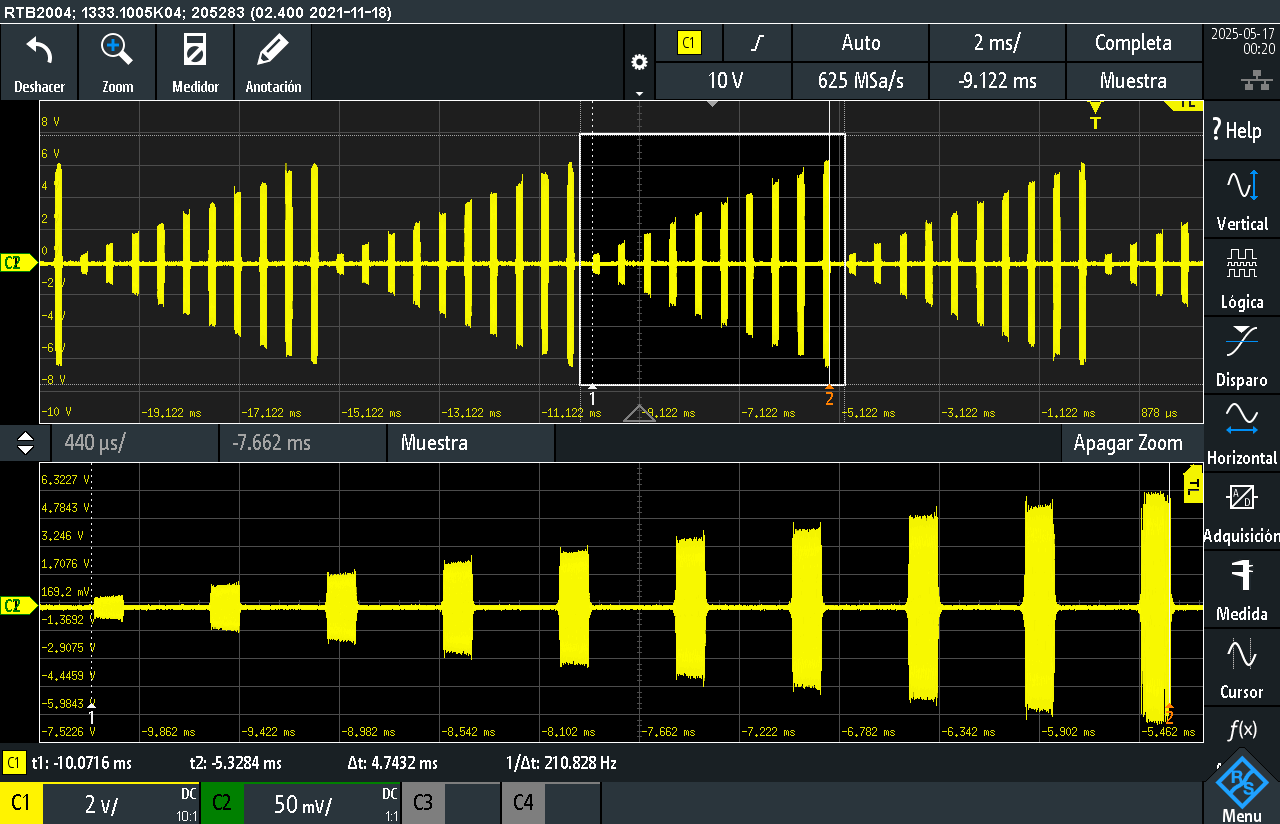 RTB2004; 1333.1005K04; 205283 (02.400 2021-11-18)
Deshacer Zoom Medidor Anotación
C1 Auto 2 ms/ Completa
10 V 625 MSa/s -9.122 ms Muestra
2025-05-17
00:20
8 V
6 V
4
2
0
-2
-4
-6
-8 V
-10 V
C2
T
TL
1 2
-19,122 ms -17,122 ms -15,122 ms -13,122 ms -11,122 ms -9,122 ms -7,122 ms -5,122 ms -3,122 ms -1,122 ms 878 µs
440 µs/ -7.662 ms Muestra Apagar Zoom
6,3227 V
4,7843 V
3,246 V
1,7076 V
169,2 mV
-1,3692 V
-2,9075 V
-4,4459 V
-5,9843 V
-7,5226 V
C2
TL
1 2
-9,862 ms -9,422 ms -8,982 ms -8,542 ms -8,102 ms -7,662 ms -7,222 ms -6,782 ms -6,342 ms -5,902 ms -5,462 ms
C1 t1: -10.0716 ms t2: -5.3284 ms Δt: 4.7432 ms 1/Δt: 210.828 Hz
C1 2 V/ DC 10:1 C2 50 mV/ DC 1:1 C3 C4
? Help
Vertical
Lógica
Disparo
Horizontal
A/D
Adquisición
Medida
Cursor
f(x)
R&S
Menu